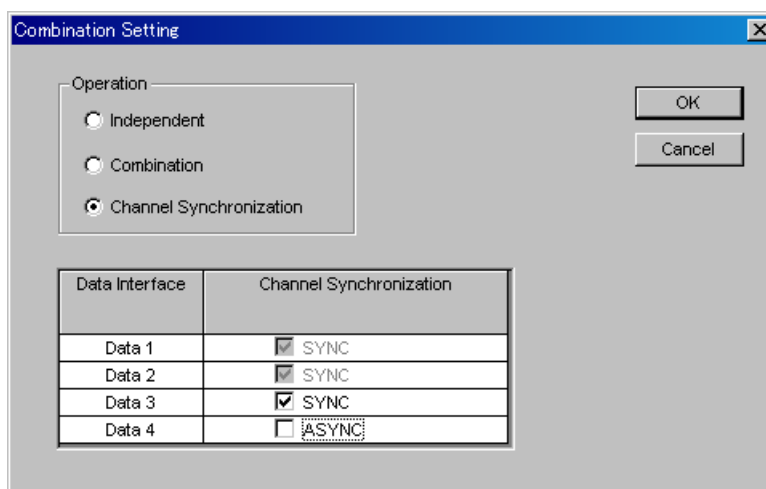 Combination Setting
Operation
Independent
Combination
Channel Synchronization
OK
Cancel
Data Interface Channel Synchronization
Data 1 SYNC
Data 2 SYNC
Data 3 SYNC
Data 4 ASYNC